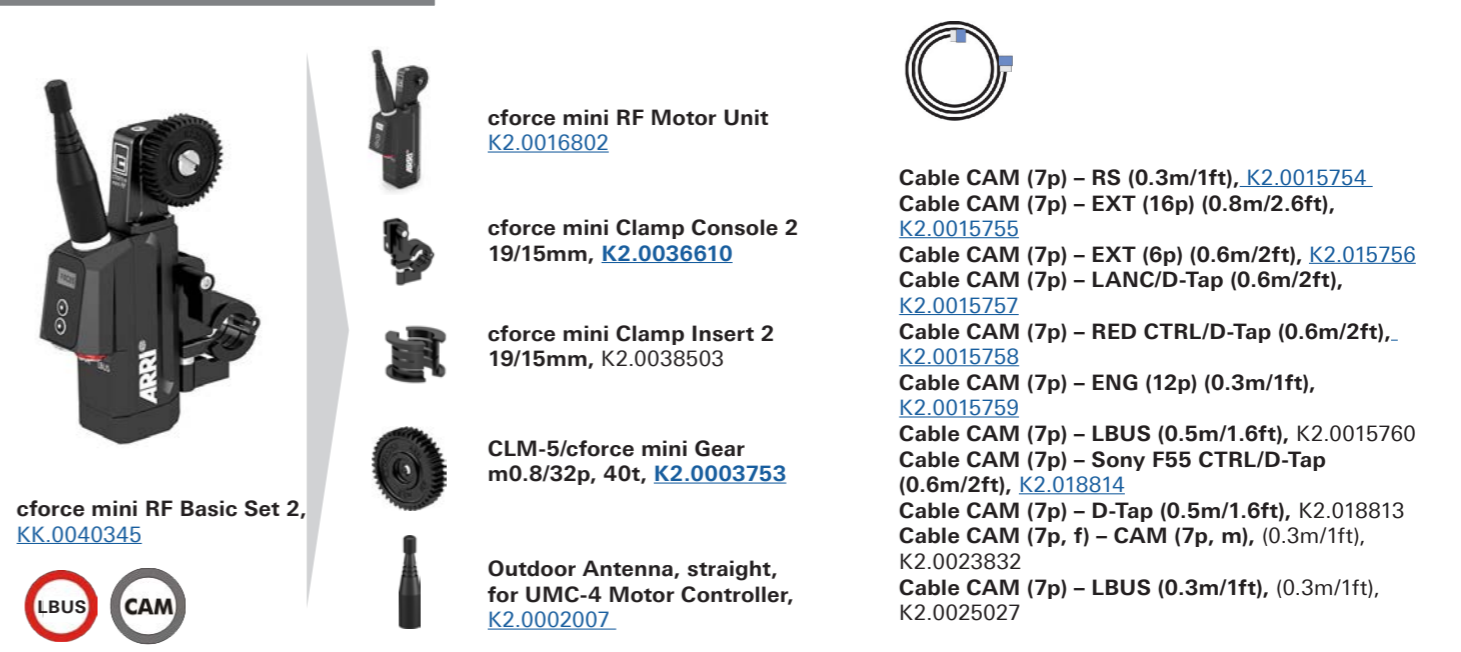 cforce mini RF Basic Set 2,
KK.0040345
LBUS
CAM
ARRI®
cforce mini RF Motor Unit
K2.0016802
cforce mini Clamp Console 2
19/15mm, K2.0036610
cforce mini Clamp Insert 2
19/15mm, K2.0038503
CLM-5/cforce mini Gear
m0.8/32p, 40t, K2.0003753
Outdoor Antenna, straight,
for UMC-4 Motor Controller,
K2.0002007
Cable CAM (7p) – RS (0.3m/1ft), K2.0015754
Cable CAM (7p) – EXT (16p) (0.8m/2.6ft),
K2.0015755
Cable CAM (7p) – EXT (6p) (0.6m/2ft), K2.015756
Cable CAM (7p) – LANC/D-Tap (0.6m/2ft),
K2.0015757
Cable CAM (7p) – RED CTRL/D-Tap (0.6m/2ft),
K2.0015758
Cable CAM (7p) – ENG (12p) (0.3m/1ft),
K2.0015759
Cable CAM (7p) – LBUS (0.5m/1.6ft), K2.0015760
Cable CAM (7p) – Sony F55 CTRL/D-Tap
(0.6m/2ft), K2.018814
Cable CAM (7p) – D-Tap (0.5m/1.6ft), K2.018813
Cable CAM (7p, f) – CAM (7p, m), (0.3m/1ft),
K2.0023832
Cable CAM (7p) – LBUS (0.3m/1ft), (0.3m/1ft),
K2.0025027